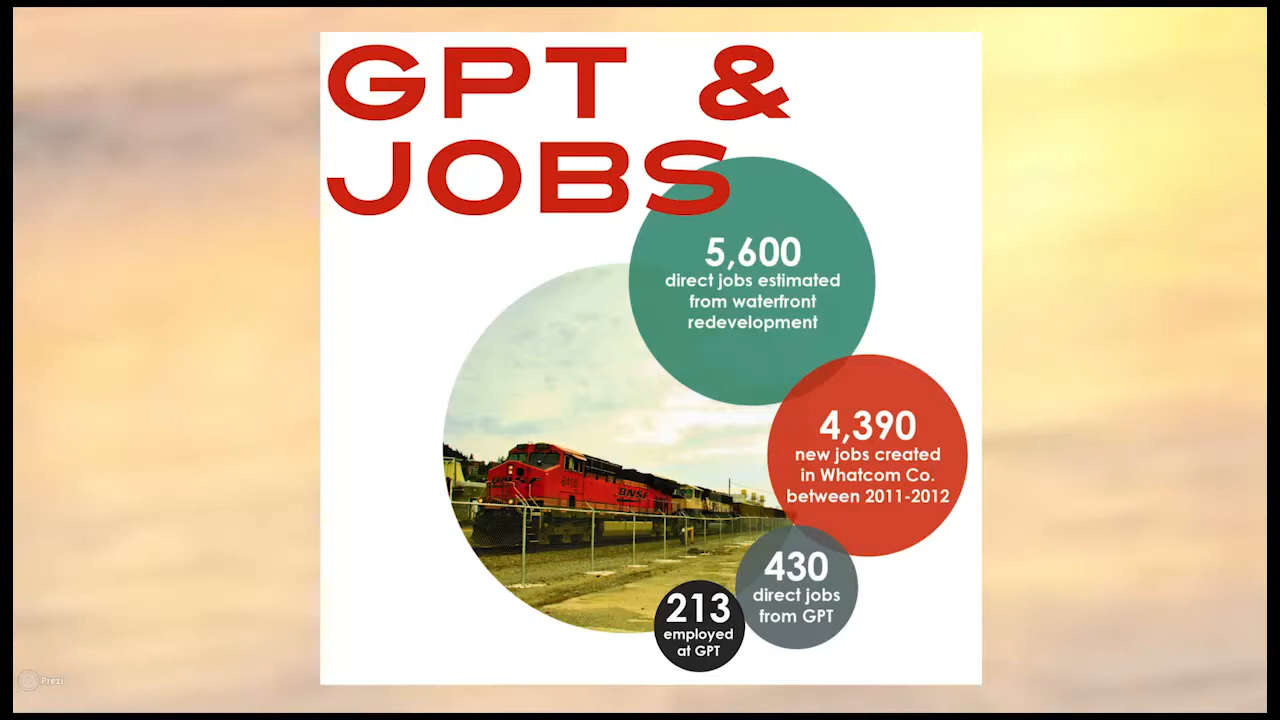 GPT &
JOBS
5,600
direct jobs estimated
from waterfront
redevelopment
4,390
new jobs created
in Whatcom Co.
between 2011-2012
430
direct jobs
from GPT
213
employed
at GPT
BNSF
Prezi